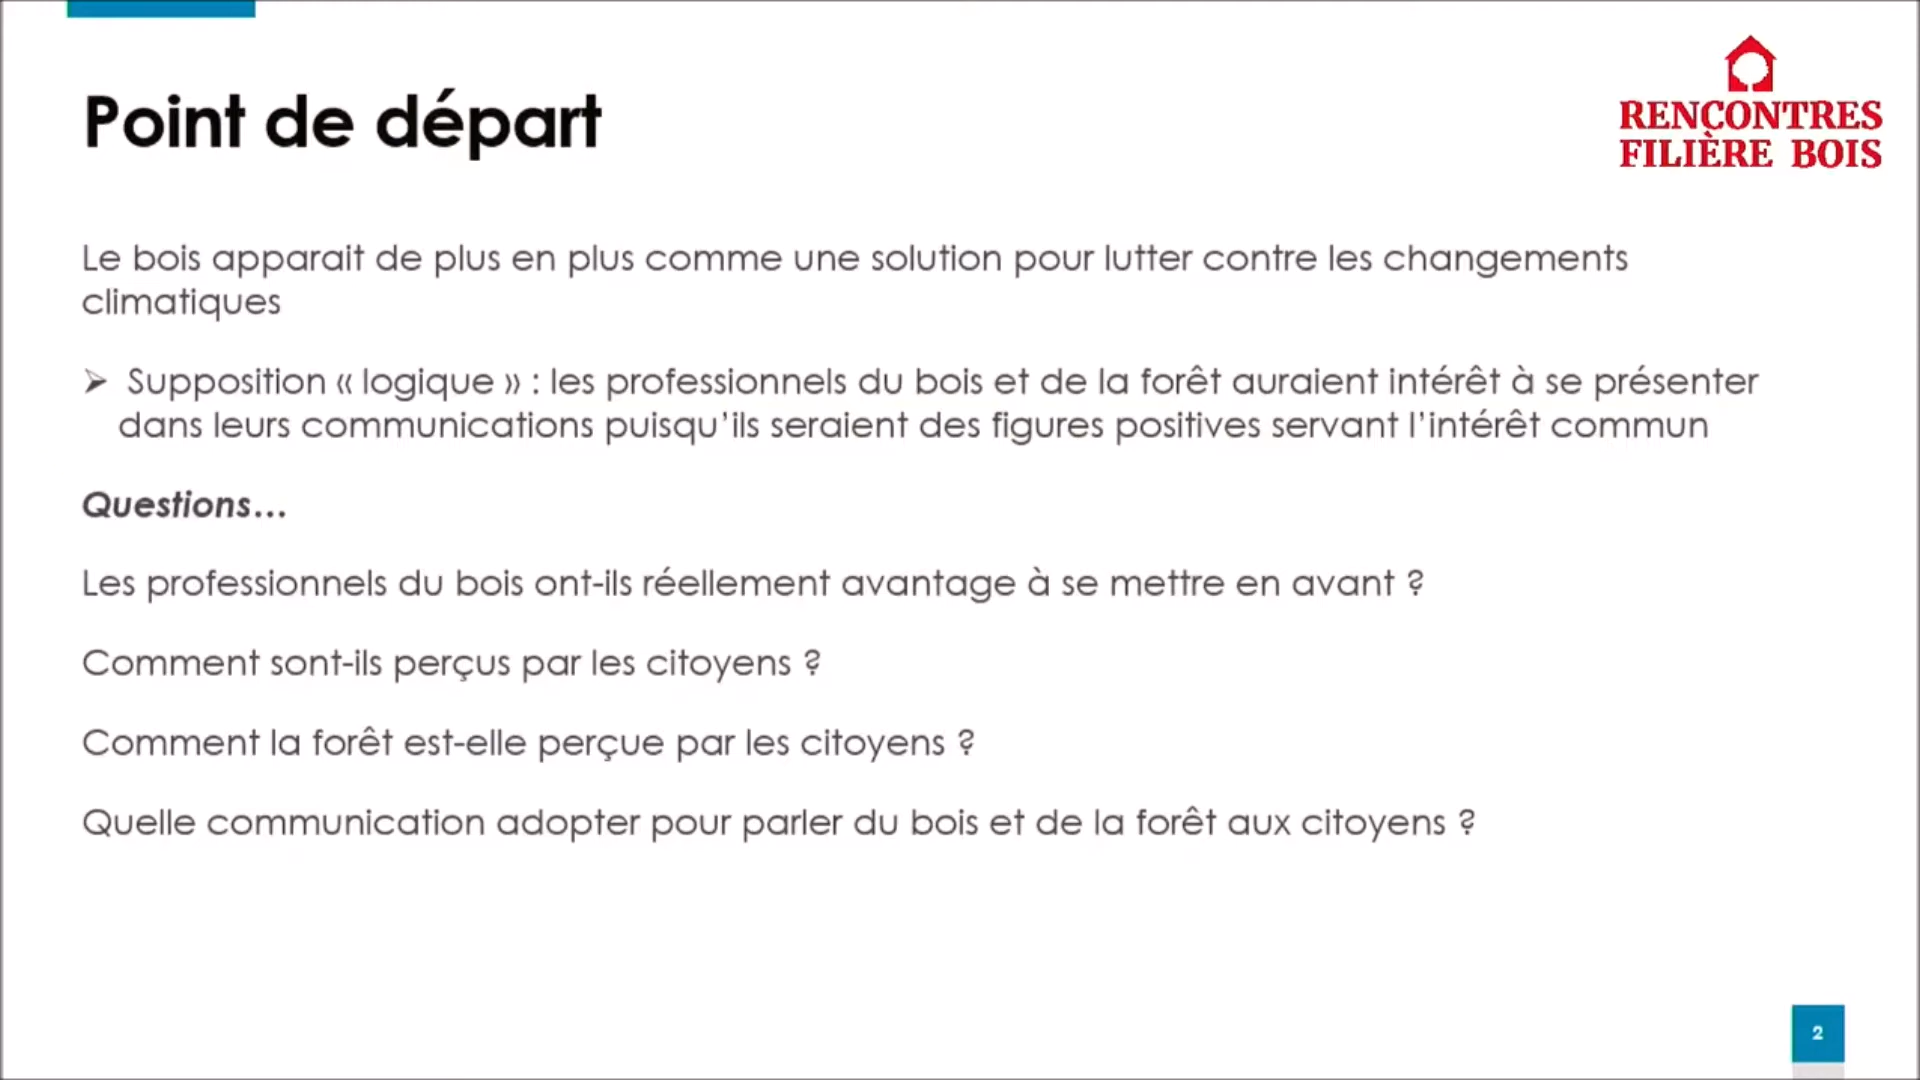 Point de départ
RENCONTRES
FILIÈRE BOIS
Le bois apparait de plus en plus comme une solution pour lutter contre les changements
climatiques
➢ Supposition « logique » : les professionnels du bois et de la forêt auraient intérêt à se présenter
dans leurs communications puisqu’ils seraient des figures positives servant l’intérêt commun
Questions…
Les professionnels du bois ont-ils réellement avantage à se mettre en avant ?
Comment sont-ils perçus par les citoyens ?
Comment la forêt est-elle perçue par les citoyens ?
Quelle communication adopter pour parler du bois et de la forêt aux citoyens ?
2